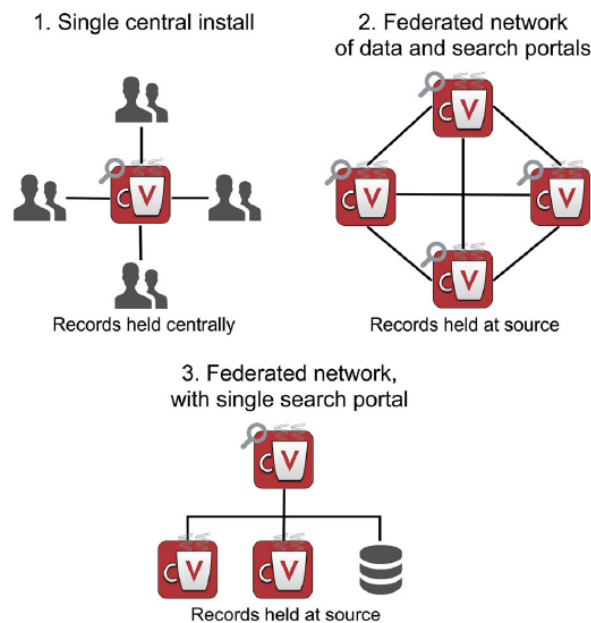 1. Single central install
Records held centrally
2. Federated network
of data and search portals
Records held at source
3. Federated network,
with single search portal
Records held at source